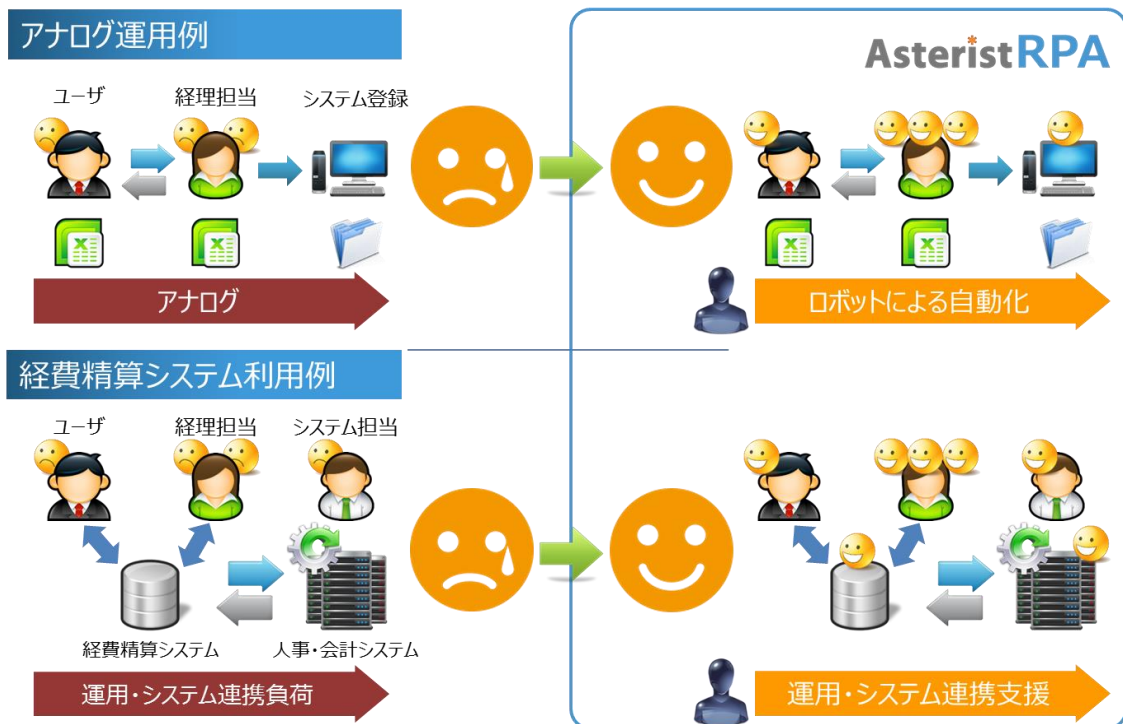 アナログ運用例
Asterist*RPA
ユーザ
経理担当
システム登録
アナログ
ロボットによる自動化
経費精算システム利用例
ユーザ
経理担当
システム担当
経費精算システム
人事・会計システム
運用・システム連携負荷
運用・システム連携支援